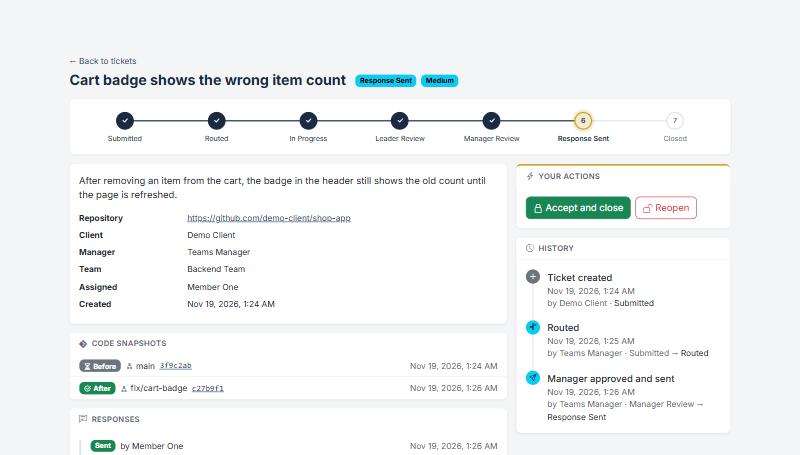 ← Back to tickets
Cart badge shows the wrong item count Response Sent Medium
6 7
Submitted Routed In Progress Leader Review Manager Review Response Sent Closed
After removing an item from the cart, the badge in the header still shows the old count until
the page is refreshed.
Repository https://github.com/demo-client/shop-app
Client Demo Client
Manager Teams Manager
Team Backend Team
Assigned Member One
Created Nov 19, 2026, 1:24 AM
CODE SNAPSHOTS
Before main 3f9c2ab Nov 19, 2026, 1:24 AM
After fix/cart-badge c27b9f1 Nov 19, 2026, 1:26 AM
RESPONSES
Sent by Member One Nov 19, 2026, 1:26 AM
YOUR ACTIONS
Accept and close Reopen
HISTORY
Ticket created
Nov 19, 2026, 1:24 AM
by Demo Client · Submitted
Routed
Nov 19, 2026, 1:25 AM
by Teams Manager · Submitted → Routed
Manager approved and sent
Nov 19, 2026, 1:26 AM
by Teams Manager · Manager Review →
Response Sent